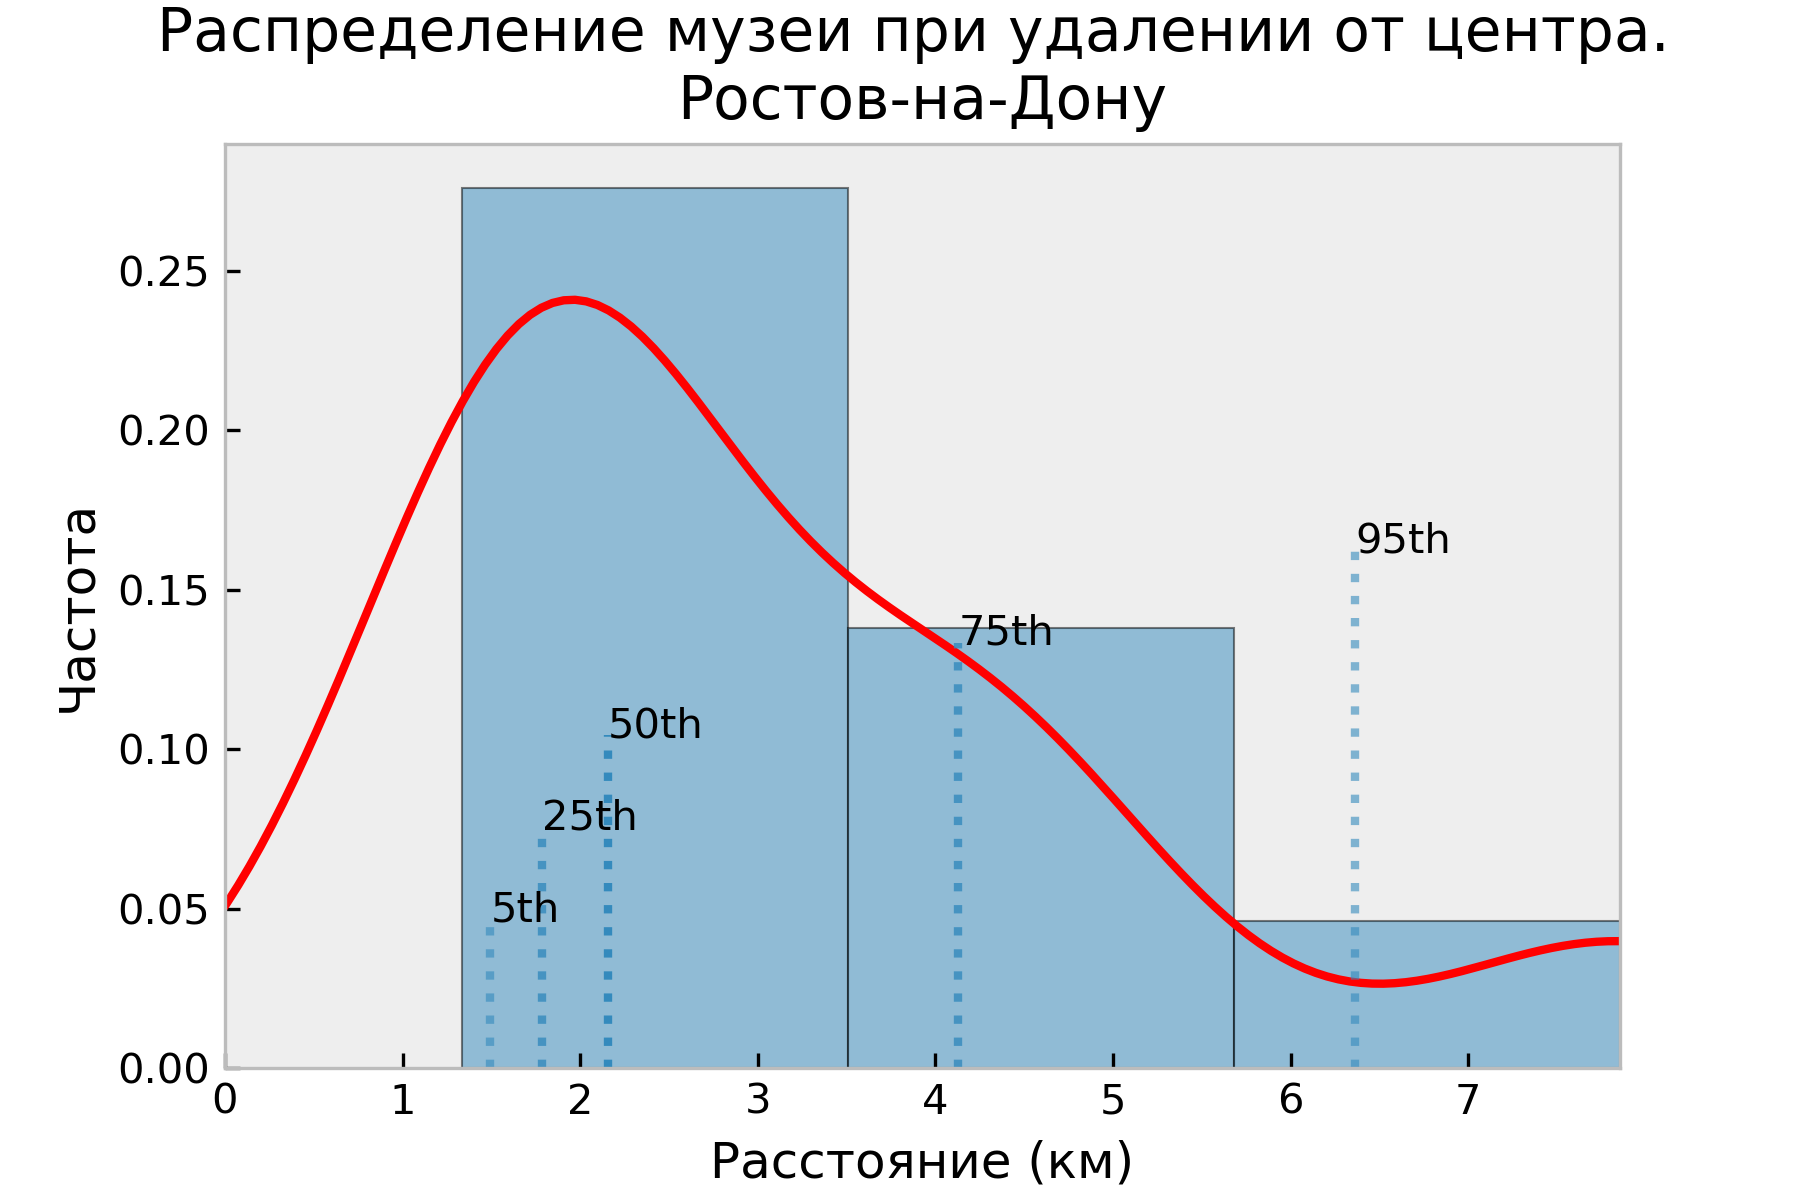 Распределение музеи при удалении от центра.
Ростов-на-Дону
Частота
0.25
0.20
0.15
0.10
0.05
0.00
5th
25th
50th
75th
95th
0 1 2 3 4 5 6 7
Расстояние (км)